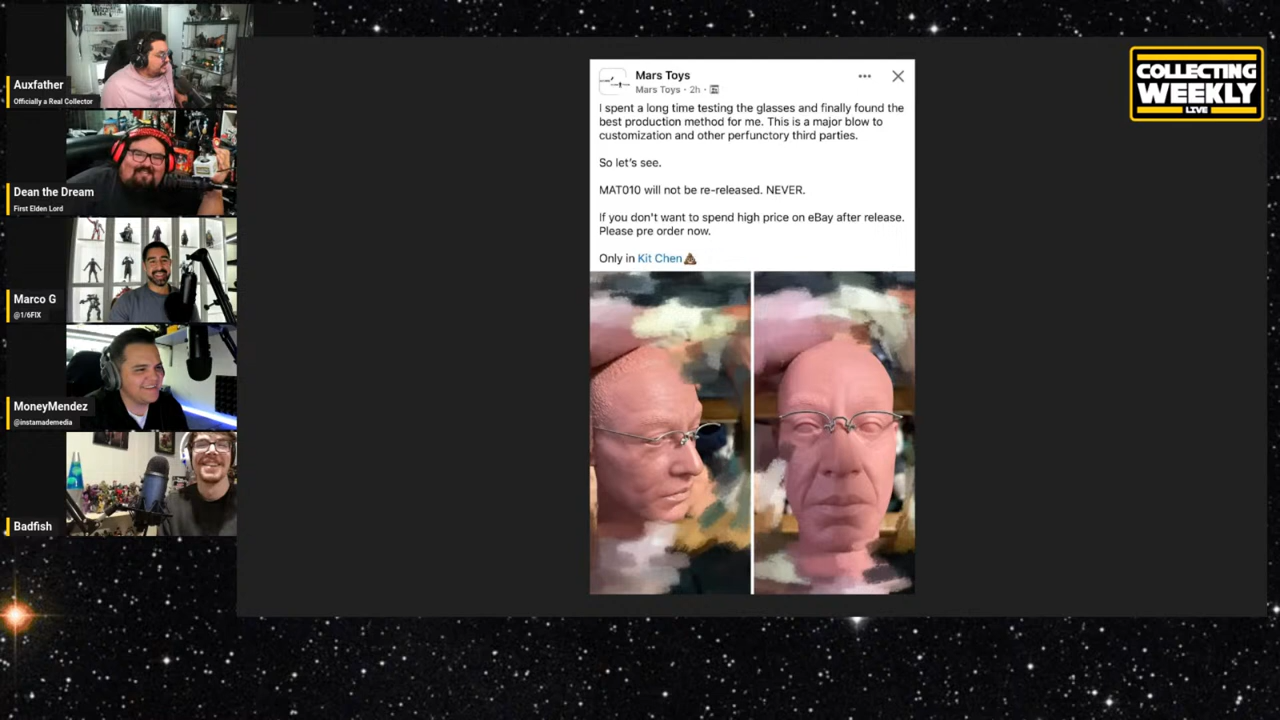 Auxfather
Officially a Real Collector
Dean the Dream
First Elden Lord
Marco G
@1/6FIX
MoneyMendez
@instamademedia
Badfish
Mars Toys
Mars Toys · 2h ·
I spent a long time testing the glasses and finally found the
best production method for me. This is a major blow to
customization and other perfunctory third parties.
So let's see.
MAT010 will not be re-released. NEVER.
If you don't want to spend high price on eBay after release.
Please pre order now.
Only in Kit Chen💩
COLLECTING
WEEKLY
LIVE